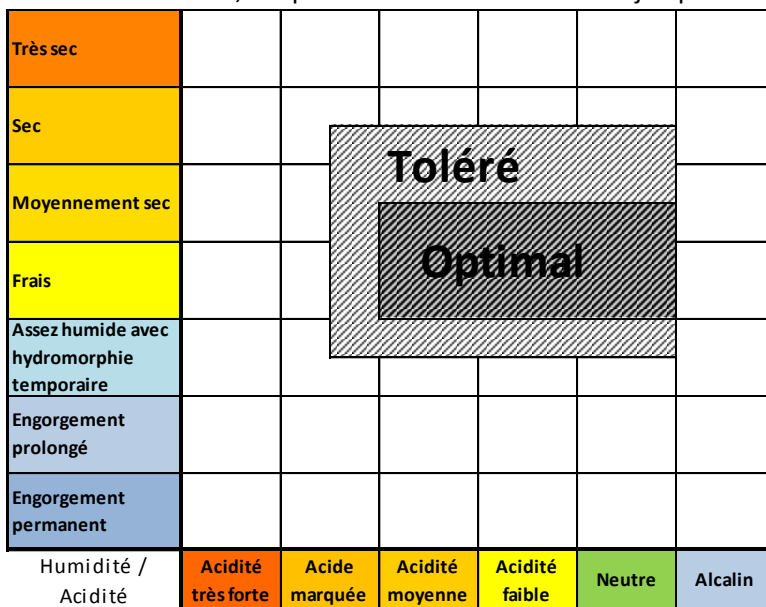 Très sec
Sec
Toléré
Moyennement sec
Optimal
Frais
Assez humide avec
hydromorphie
temporaire
Engorgement
prolongé
Engorgement
permanent
Humidité /
Acidité
Acidité
très forte
Acide
marquée
Acidité
moyenne
Acidité
faible
Neutre
Alcalin